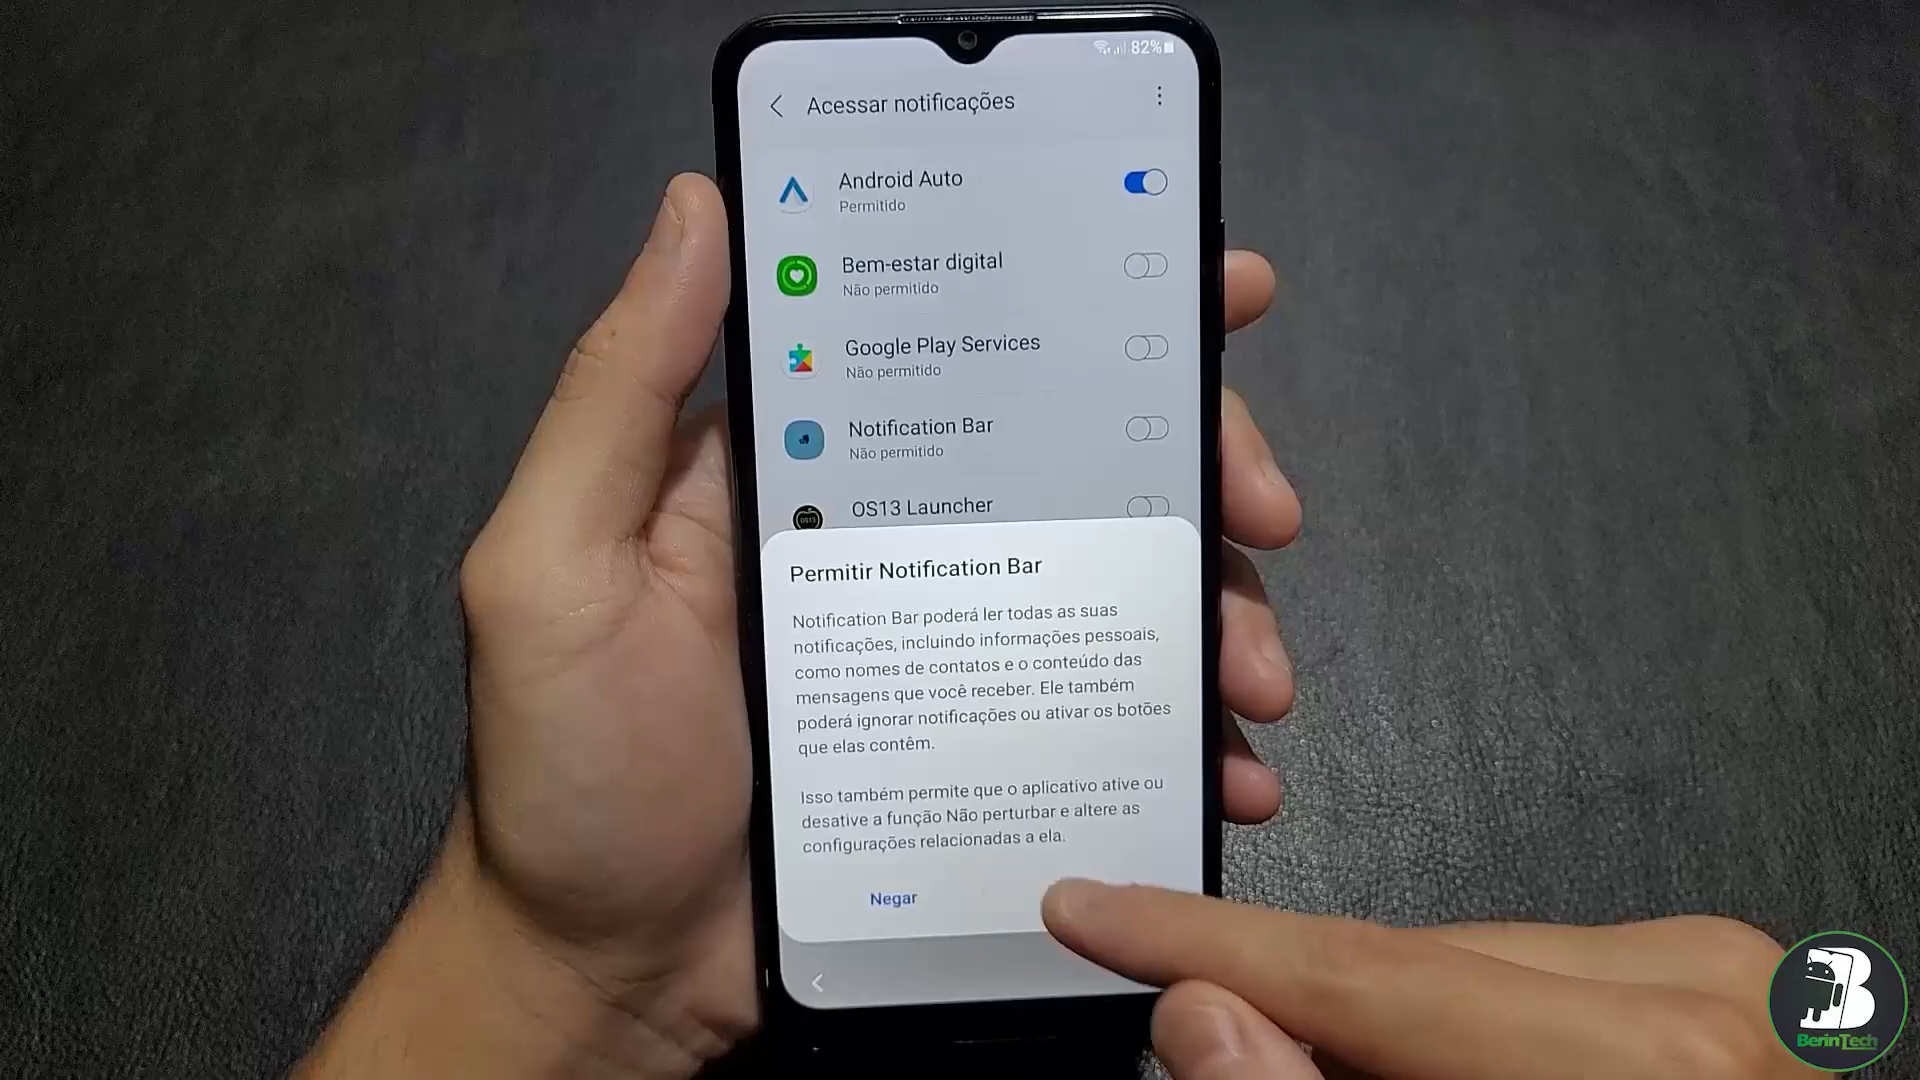 82%
Acessar notificações
Android Auto
Permitido
Bem-estar digital
Não permitido
Google Play Services
Não permitido
Notification Bar
Não permitido
OS13 Launcher
OS13
Permitir Notification Bar
Notification Bar poderá ler todas as suas
notificações, incluindo informações pessoais,
como nomes de contatos e o conteúdo das
mensagens que você receber. Ele também
poderá ignorar notificações ou ativar os botões
que elas contêm.
Isso também permite que o aplicativo ative ou
desative a função Não perturbar e altere as
configurações relacionadas a ela.
Negar
B
BerinTech